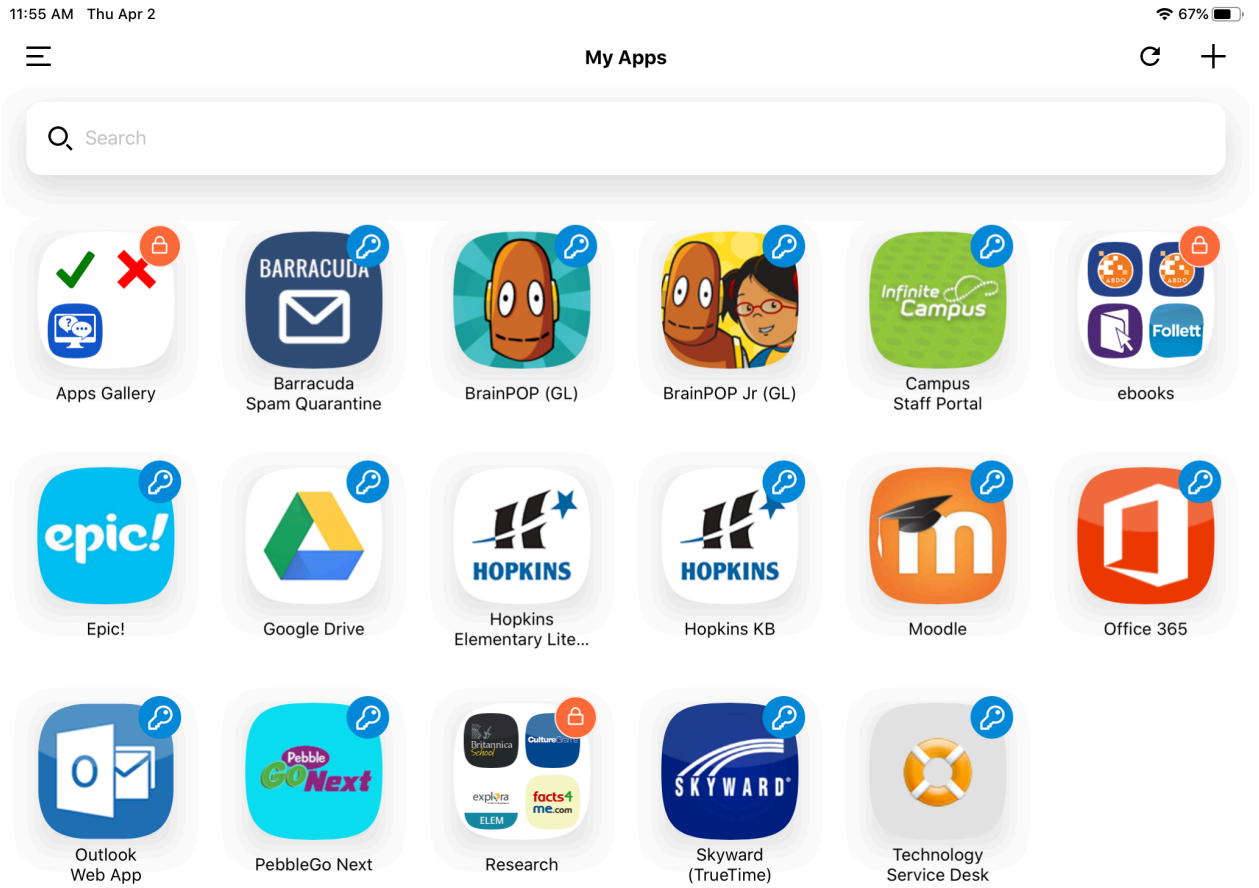 11:55 AM Thu Apr 2 67%
My Apps
Search
BARRACUDA
Infinite
Campus
ABDO
ABDO
Follett
Apps Gallery
Barracuda
Spam Quarantine
BrainPOP (GL)
BrainPOP Jr (GL)
Campus
Staff Portal
ebooks
epic!
H
HOPKINS
H
HOPKINS
m
Epic!
Google Drive
Hopkins
Elementary Lite...
Hopkins KB
Moodle
Office 365
O
Pebble
GO Next
Britannica
School
CultureGrams
explora
ELEM
facts4
me.com
SKYWARD®
Outlook
Web App
PebbleGo Next
Research
Skyward
(TrueTime)
Technology
Service Desk